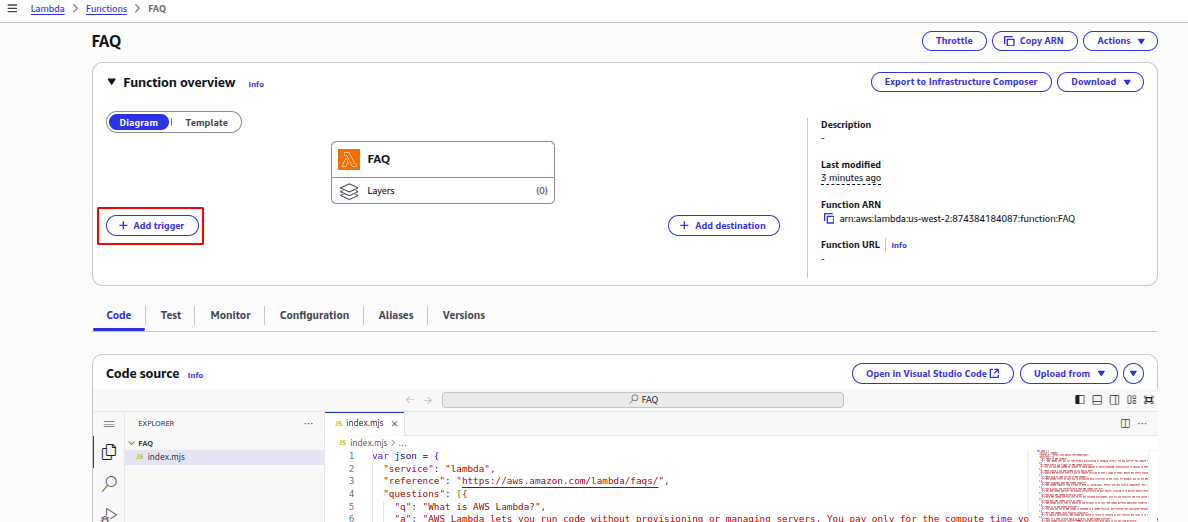 Lambda > Functions > FAQ
FAQ
Throttle Copy ARN Actions
Function overview Info
Export to Infrastructure Composer Download
Diagram Template
FAQ
Layers (0)
+ Add trigger
+ Add destination
Description
-
Last modified
3 minutes ago
Function ARN
arn:aws:lambda:us-west-2:874384184087:function:FAQ
Function URL Info
-
Code Test Monitor Configuration Aliases Versions
Code source Info
Open in Visual Studio Code Upload from
FAQ
EXPLORER ...
FAQ
JS index.mjs
JS index.mjs ×
JS index.mjs > ...
1 var json = {
2 "service": "lambda",
3 "reference": "https://aws.amazon.com/lambda/faqs/",
4 "questions": [{
5 "q": "What is AWS Lambda?",
6 "a": "AWS Lambda lets you run code without provisioning or managing servers. You pay only for the compute time yo